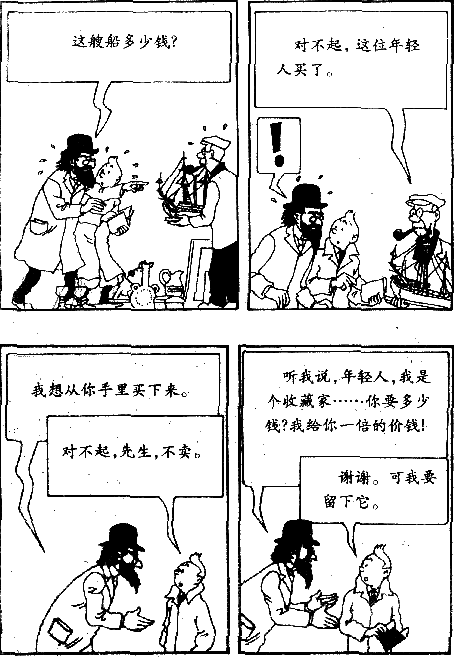 这艘船多少钱?
对不起,这位年轻
人买了。
!
我想从你手里买下来。
对不起,先生,不卖。
听我说,年轻人,我是
个收藏家……你要多少
钱?我给你一倍的价钱!
谢谢。可我要
留下它。